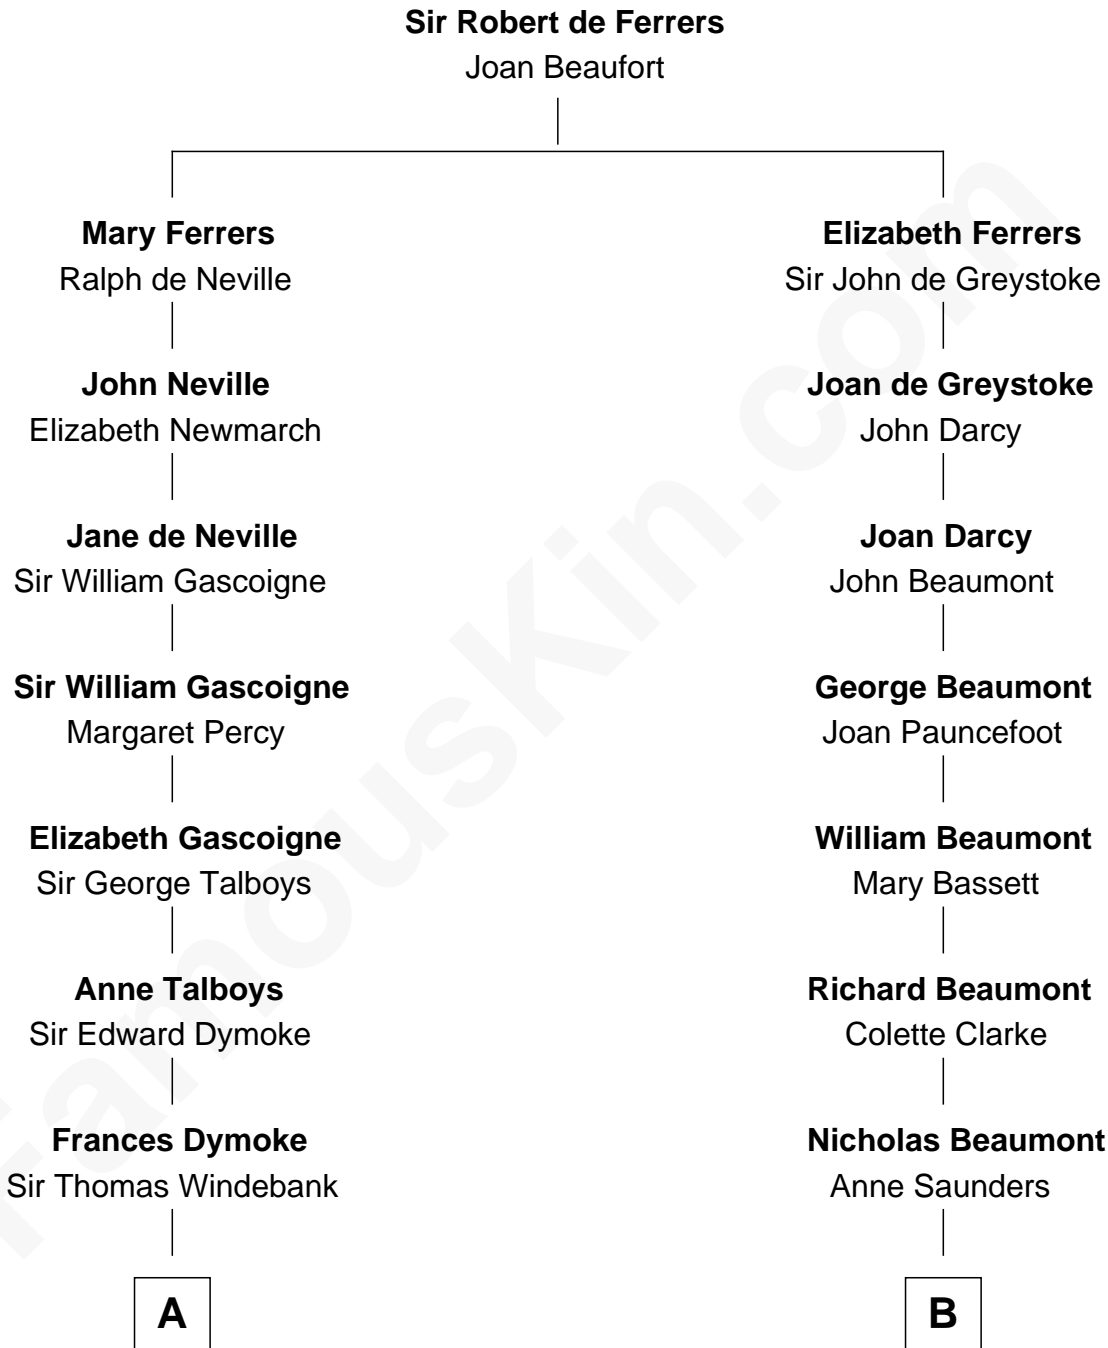 Sir Robert de Ferrers
Joan Beaufort
Mary Ferrers
Ralph de Neville
Elizabeth Ferrers
Sir John de Greystoke
John Neville
Elizabeth Newmarch
Joan de Greystoke
John Darcy
Jane de Neville
Sir William Gascoigne
Joan Darcy
John Beaumont
Sir William Gascoigne
Margaret Percy
George Beaumont
Joan Pauncefoot
Elizabeth Gascoigne
Sir George Talboys
William Beaumont
Mary Bassett
Anne Talboys
Sir Edward Dymoke
Richard Beaumont
Colette Clarke
Frances Dymoke
Sir Thomas Windebank
Nicholas Beaumont
Anne Saunders
A
B
FamousKin.com